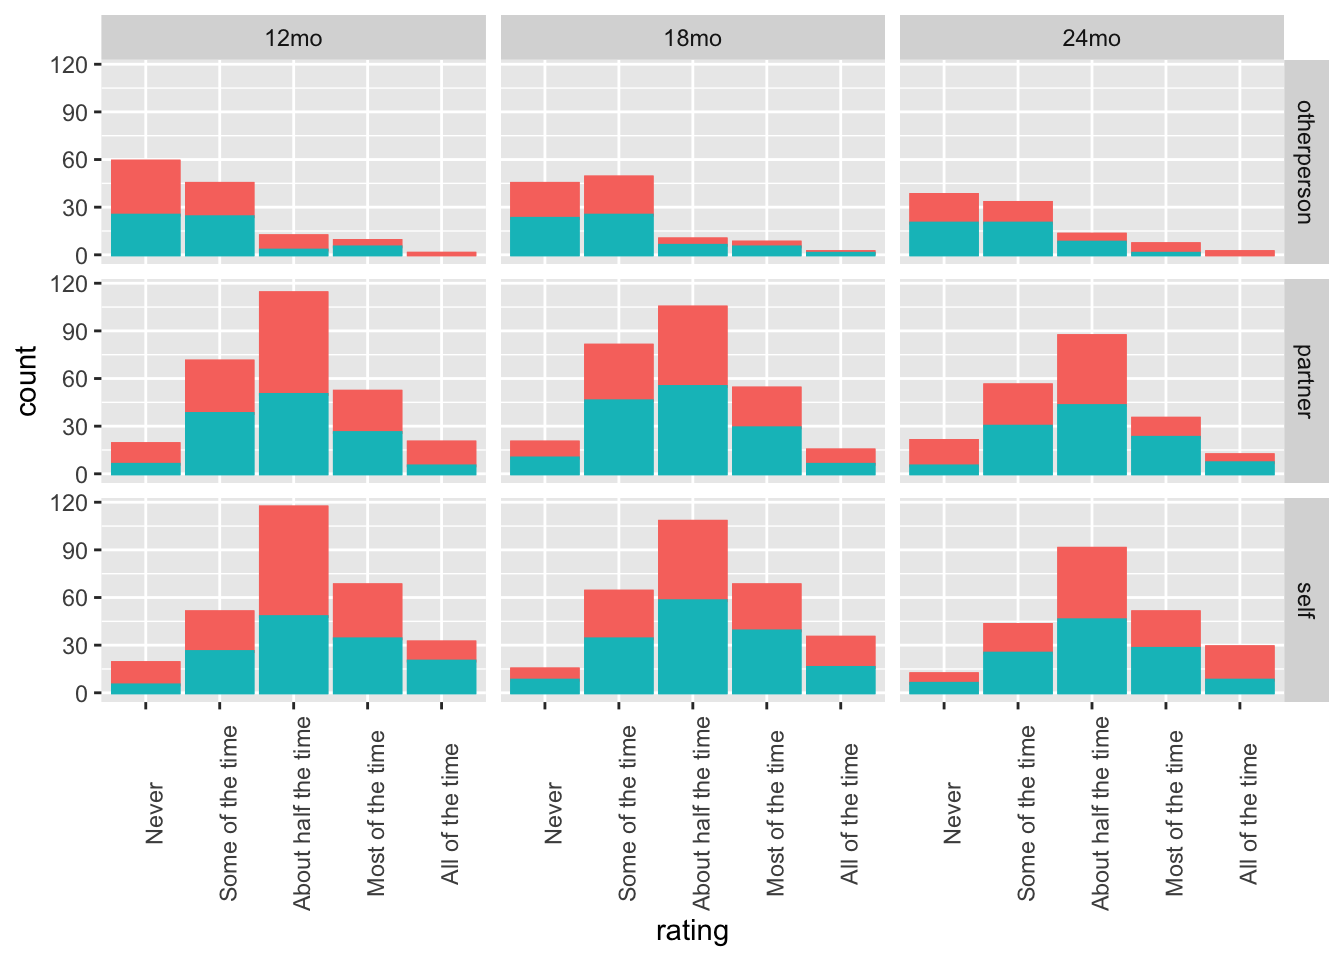 12mo 18mo 24mo
120
90
60
30
0
otherperson
120
90
60
30
0
partner
120
90
60
30
0
self
count
Never Some of the time About half the time Most of the time All of the time
Never Some of the time About half the time Most of the time All of the time
Never Some of the time About half the time Most of the time All of the time
rating